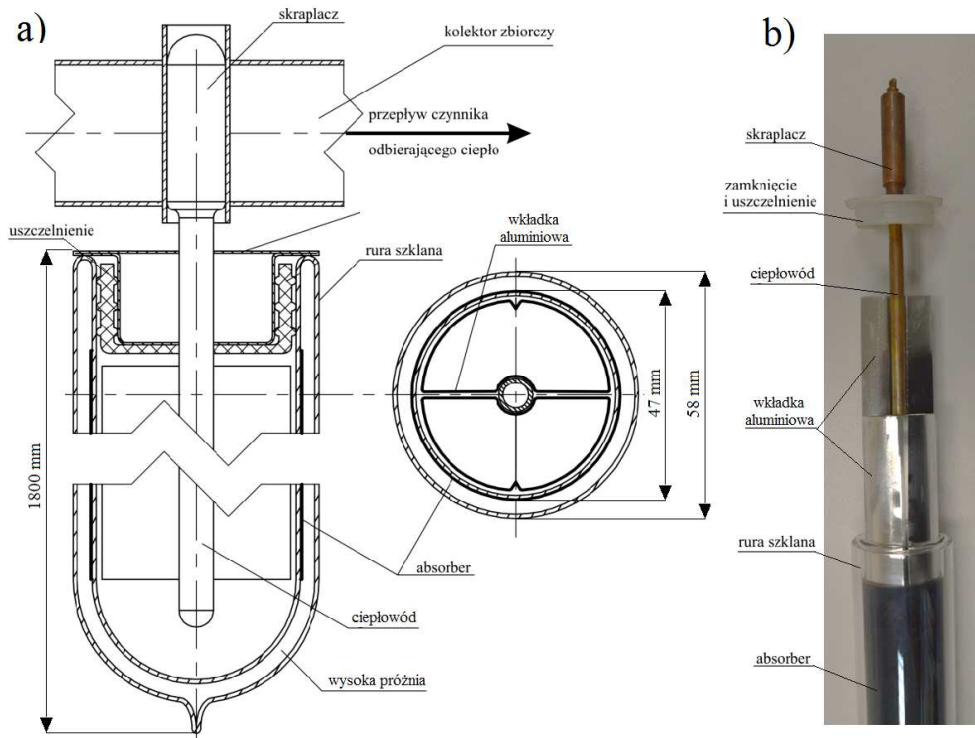 a)
skraplacz
kolektor zbiorczy
przepływ czynnika
odbierającego ciepło
uszczelnienie
rura szklana
wkładka
aluminiowa
47 mm
58 mm
1800 mm
absorber
ciepłowód
wysoka próżnia
b)
skraplacz
zamknięcie
i uszczelnienie
ciepłowód
wkładka
aluminiowa
rura szklana
absorber